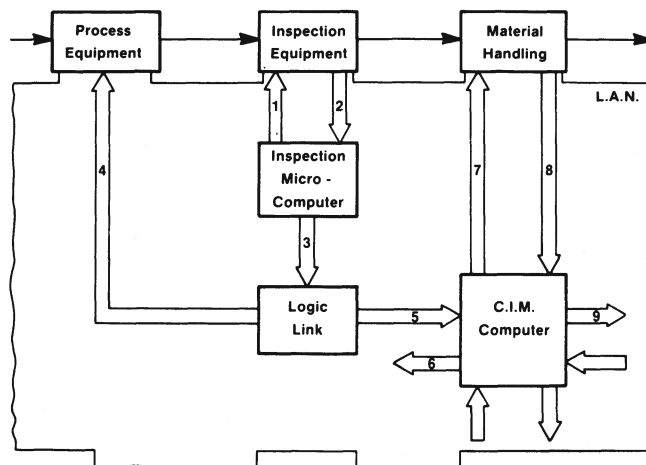 Process
Equipment
Inspection
Equipment
Material
Handling
L.A.N.
1
2
Inspection
Micro -
Computer
4
7
8
3
Logic
Link
5
C.I.M.
Computer
9
6